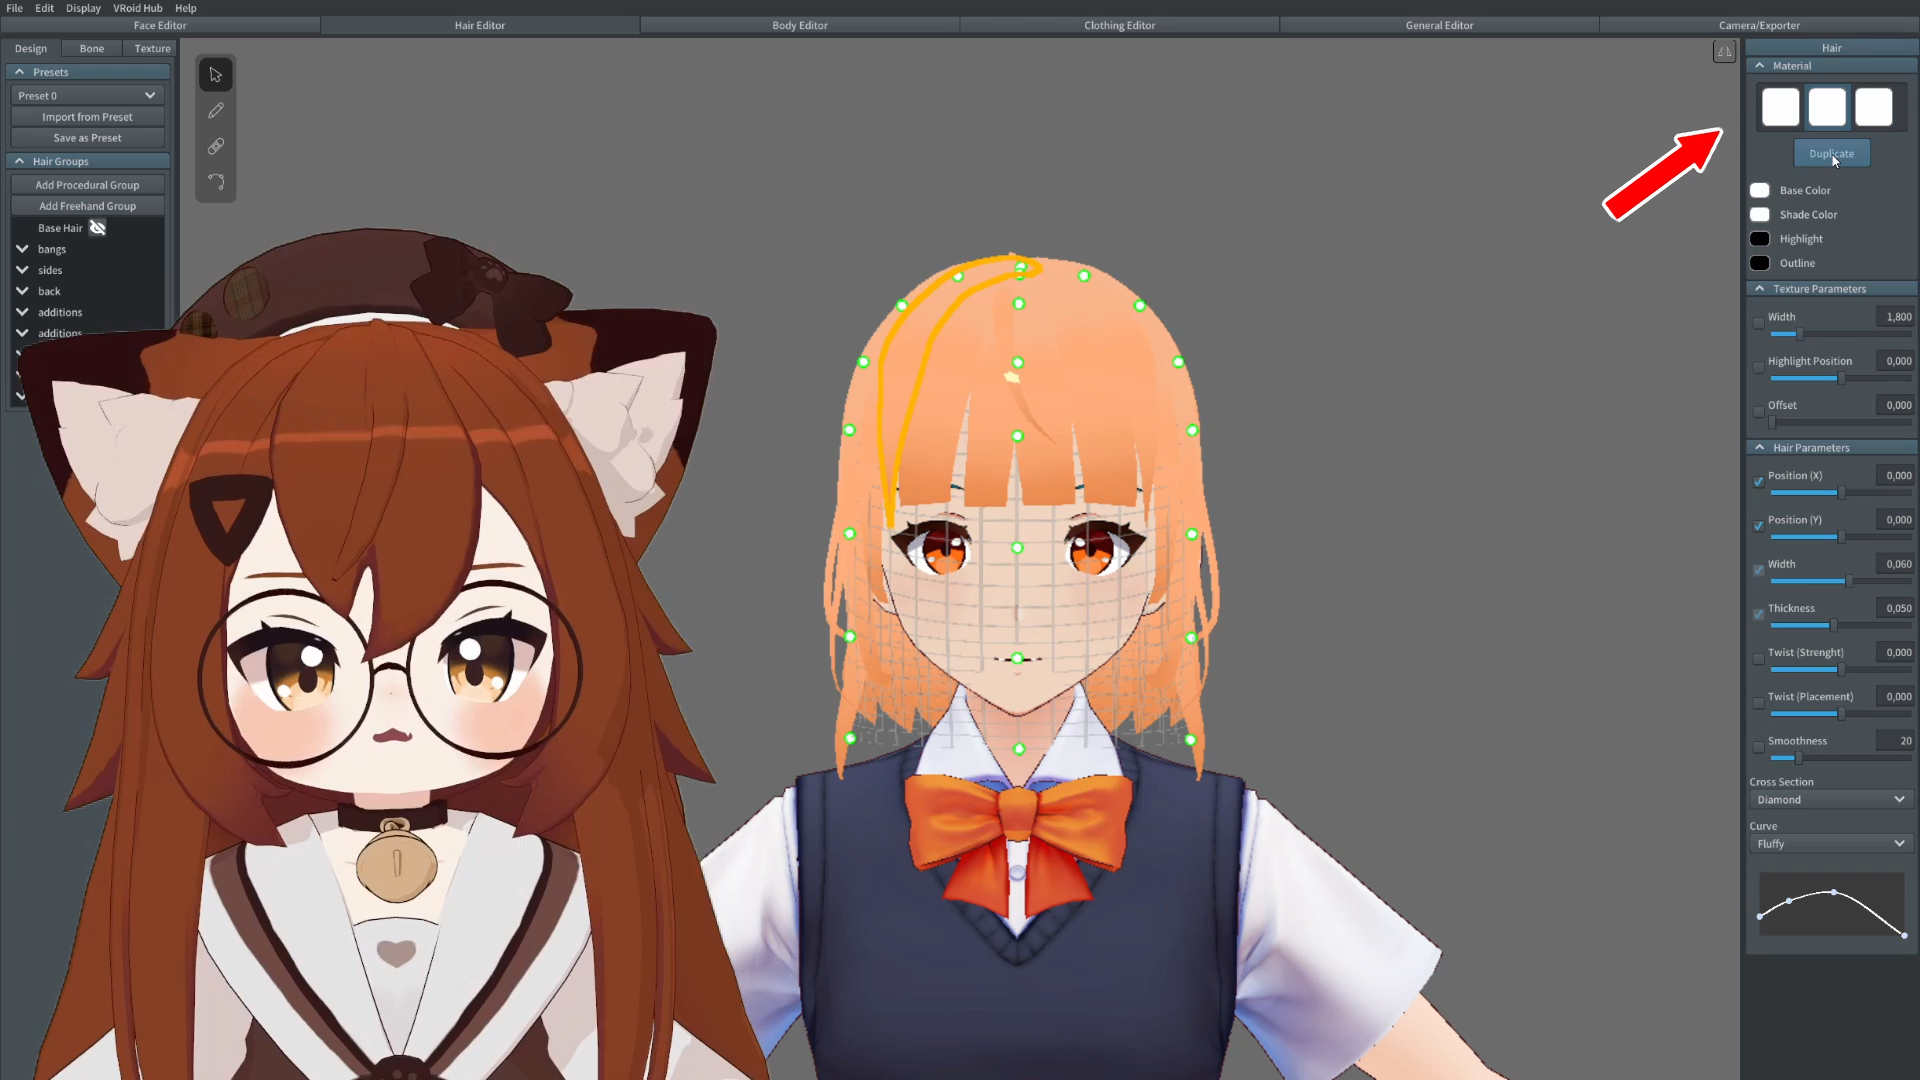 File Edit Display VRoid Hub Help
Face Editor Hair Editor Body Editor Clothing Editor General Editor Camera/Exporter
Design Bone Texture
Presets
Preset 0
Import from Preset
Save as Preset
Hair Groups
Add Procedural Group
Add Freehand Group
Base Hair
bangs
sides
back
additions
additions
Hair
Material
Duplicate
Base Color
Shade Color
Highlight
Outline
Texture Parameters
Width 1,800
Highlight Position 0,000
Offset 0,000
Hair Parameters
Position (X) 0,000
Position (Y) 0,000
Width 0,060
Thickness 0,050
Twist (Strenght) 0,000
Twist (Placement) 0,000
Smoothness 20
Cross Section
Diamond
Curve
Fluffy